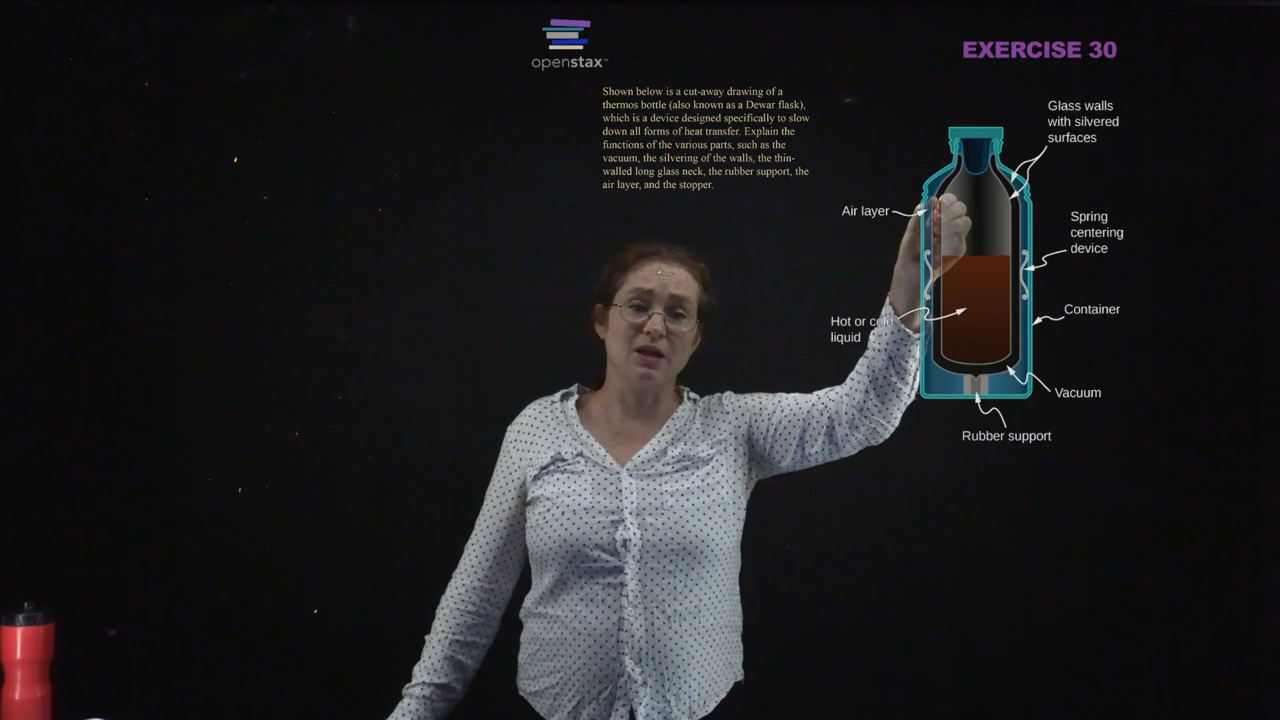 openstax™
EXERCISE 30
Shown below is a cut-away drawing of a
thermos bottle (also known as a Dewar flask),
which is a device designed specifically to slow
down all forms of heat transfer. Explain the
functions of the various parts, such as the
vacuum, the silvering of the walls, the thin-
walled long glass neck, the rubber support, the
air layer, and the stopper.
Glass walls
with silvered
surfaces
Air layer
Spring
centering
device
Hot or cold
liquid
Container
Vacuum
Rubber support